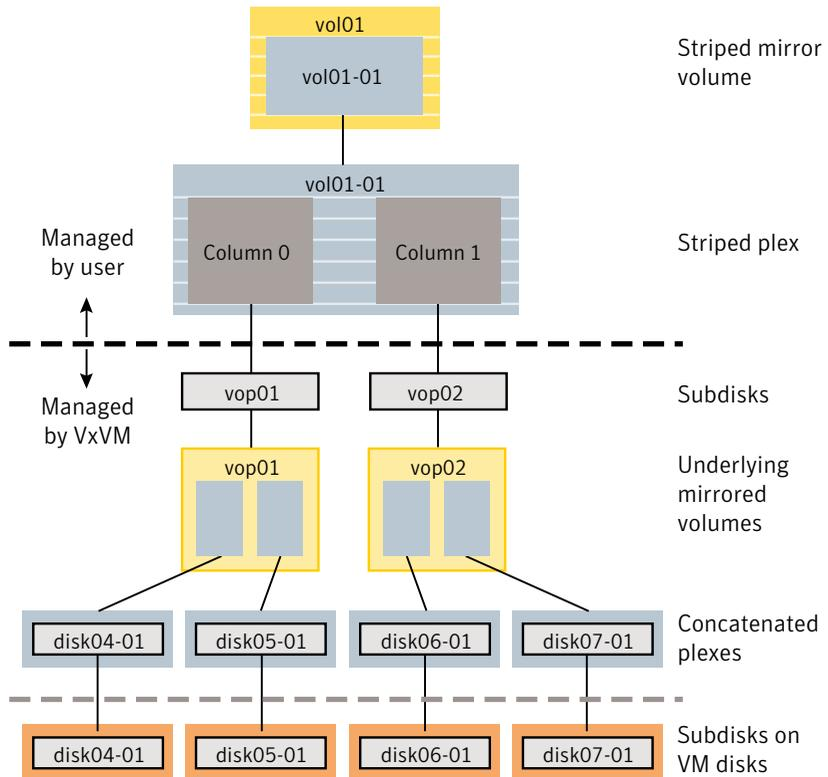 vol01
vol01-01
Striped mirror
volume
vol01-01
Column 0
Column 1
Striped plex
Managed
by user
Managed
by VxVM
vop01
vop02
Subdisks
vop01
vop02
Underlying
mirrored
volumes
disk04-01
disk05-01
disk06-01
disk07-01
Concatenated
plexes
disk04-01
disk05-01
disk06-01
disk07-01
Subdisks on
VM disks